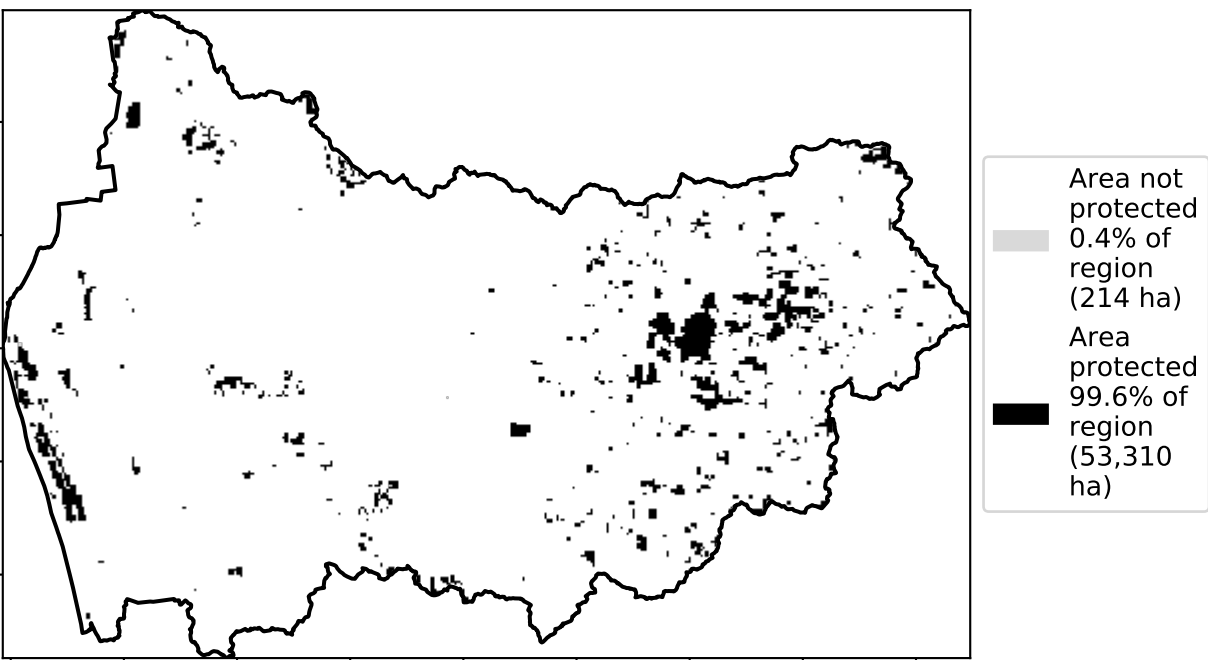 Area not
protected
0.4% of
region
(214 ha)
Area
protected
99.6% of
region
(53,310
ha)